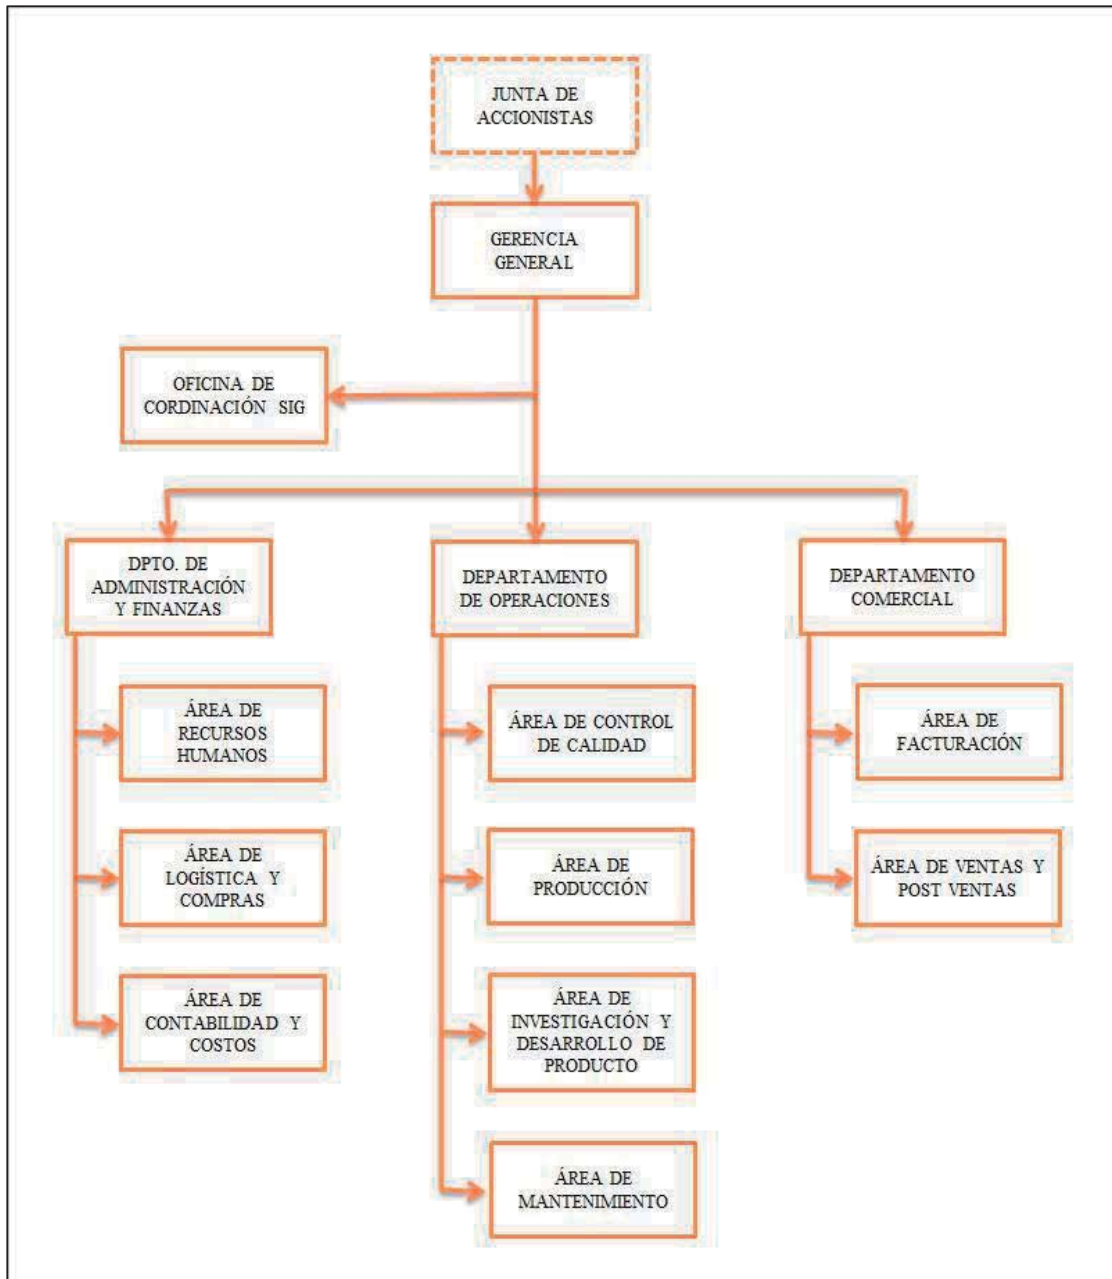 JUNTA DE
ACCIONISTAS
GERENCIA
GENERAL
OFICINA DE
CORDINACIÓN SIG
DPTO. DE
ADMINISTRACIÓN
Y FINANZAS
DEPARTAMENTO
DE OPERACIONES
DEPARTAMENTO
COMERCIAL
ÁREA DE
RECURSOS
HUMANOS
ÁREA DE
LOGÍSTICA Y
COMPRAS
ÁREA DE
CONTABILIDAD Y
COSTOS
ÁREA DE CONTROL
DE CALIDAD
ÁREA DE
PRODUCCIÓN
ÁREA DE
INVESTIGACIÓN Y
DESARROLLO DE
PRODUCTO
ÁREA DE
MANTENIMIENTO
ÁREA DE
FACTURACIÓN
ÁREA DE VENTAS Y
POST VENTAS